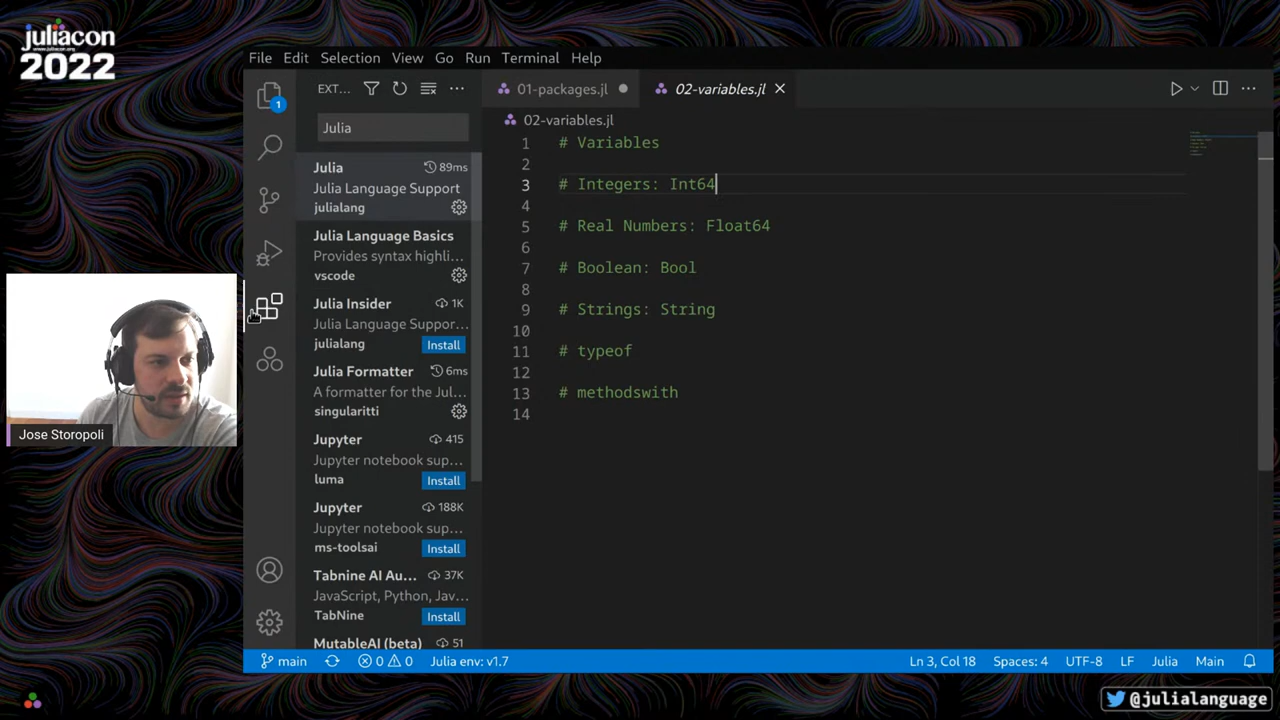 juliacon
www.juliacon.org
2022
File Edit Selection View Go Run Terminal Help
1
EXT...
01-packages.jl
02-variables.jl
Julia
02-variables.jl
Julia 89ms
Julia Language Support
julialang
Julia Language Basics
Provides syntax highli...
vscode
Julia Insider 1K
Julia Language Suppor...
julialang Install
Julia Formatter 6ms
A formatter for the Jul...
singularitti
Jupyter 415
Jupyter notebook sup...
luma Install
Jupyter 188K
Jupyter notebook sup...
ms-toolsai Install
Tabnine AI Au... 37K
JavaScript, Python, Jav...
TabNine Install
MutableAI (beta) 51
1 # Variables
2
3 # Integers: Int64
4
5 # Real Numbers: Float64
6
7 # Boolean: Bool
8
9 # Strings: String
10
11 # typeof
12
13 # methodswith
14
Jose Storopoli
main 0 0 Julia env: v1.7 Ln 3, Col 18 Spaces: 4 UTF-8 LF Julia Main
@julialanguage